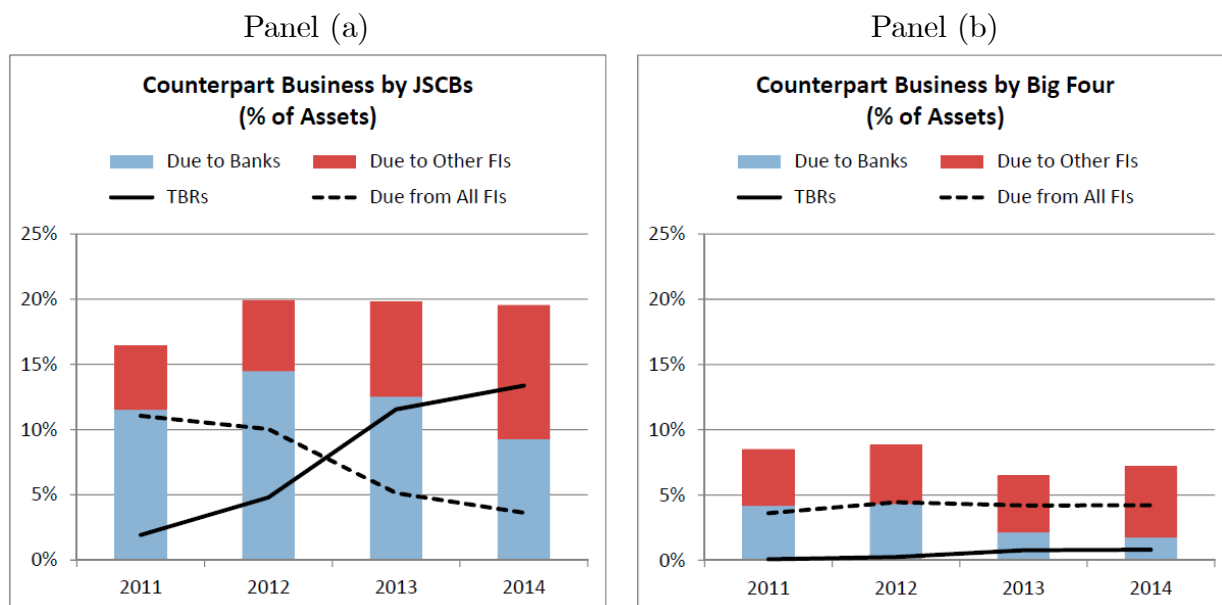 Panel (a)
Counterpart Business by JSCBs
(% of Assets)
Due to Banks
Due to Other FIs
TBRs
Due from All FIs
25%
20%
15%
10%
5%
0%
2011
2012
2013
2014
Panel (b)
Counterpart Business by Big Four
(% of Assets)
Due to Banks
Due to Other FIs
TBRs
Due from All FIs
25%
20%
15%
10%
5%
0%
2011
2012
2013
2014